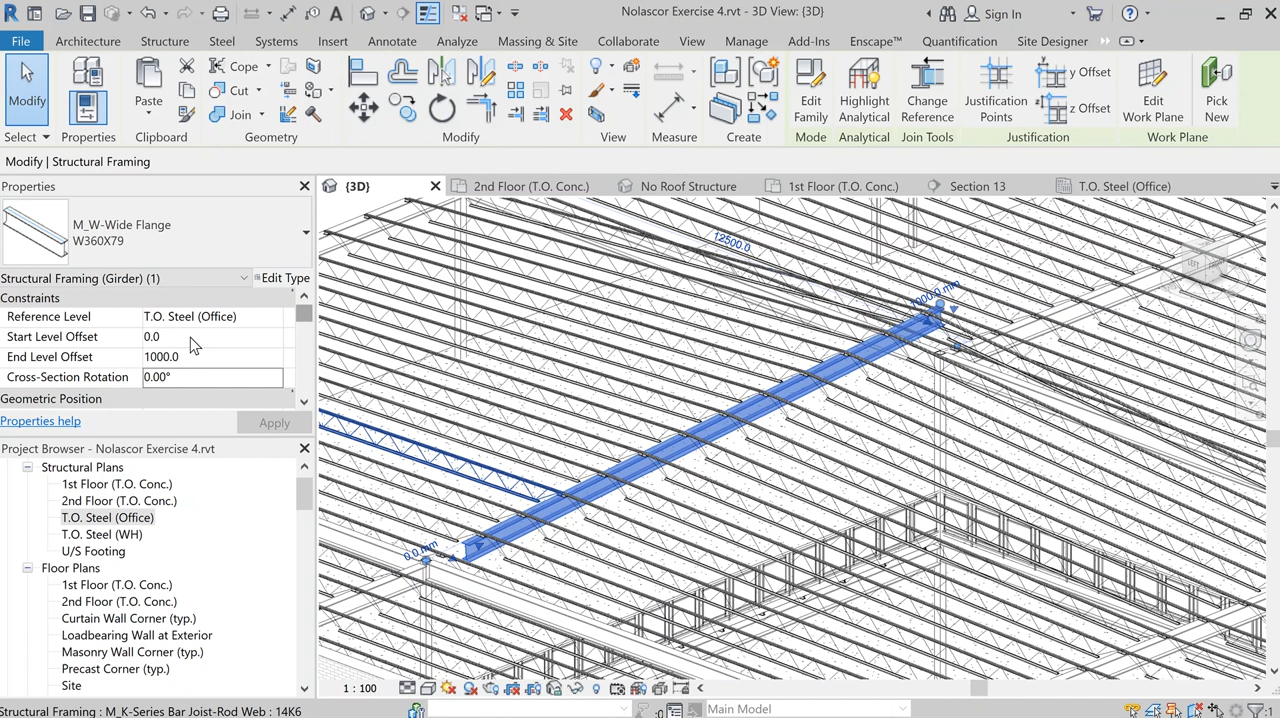 Nolascor Exercise 4.rvt - 3D View: {3D}
Sign In
File Architecture Structure Steel Systems Insert Annotate Analyze Massing & Site Collaborate View Manage Add-Ins Enscape™ Quantification Site Designer
Modify
Paste
Cope
Cut
Join
Edit Family
Highlight Analytical
Change Reference
Justification Points
y Offset
z Offset
Edit Work Plane
Pick New
Select Properties Clipboard Geometry Modify View Measure Create Mode Analytical Join Tools Justification Work Plane
Modify | Structural Framing
Properties
{3D} 2nd Floor (T.O. Conc.) No Roof Structure 1st Floor (T.O. Conc.) Section 13 T.O. Steel (Office)
M_W-Wide Flange
W360X79
Structural Framing (Girder) (1) Edit Type
Constraints
Reference Level T.O. Steel (Office)
Start Level Offset 0.0
End Level Offset 1000.0
Cross-Section Rotation 0.00°
Geometric Position
Properties help Apply
12500.0
1000.0 mm
0.0 mm
Project Browser - Nolascor Exercise 4.rvt
Structural Plans
1st Floor (T.O. Conc.)
2nd Floor (T.O. Conc.)
T.O. Steel (Office)
T.O. Steel (WH)
U/S Footing
Floor Plans
1st Floor (T.O. Conc.)
2nd Floor (T.O. Conc.)
Curtain Wall Corner (typ.)
Loadbearing Wall at Exterior
Masonry Wall Corner (typ.)
Precast Corner (typ.)
Site
1 : 100
Structural Framing : M_K-Series Bar Joist-Rod Web : 14K6
:0
Main Model
:1